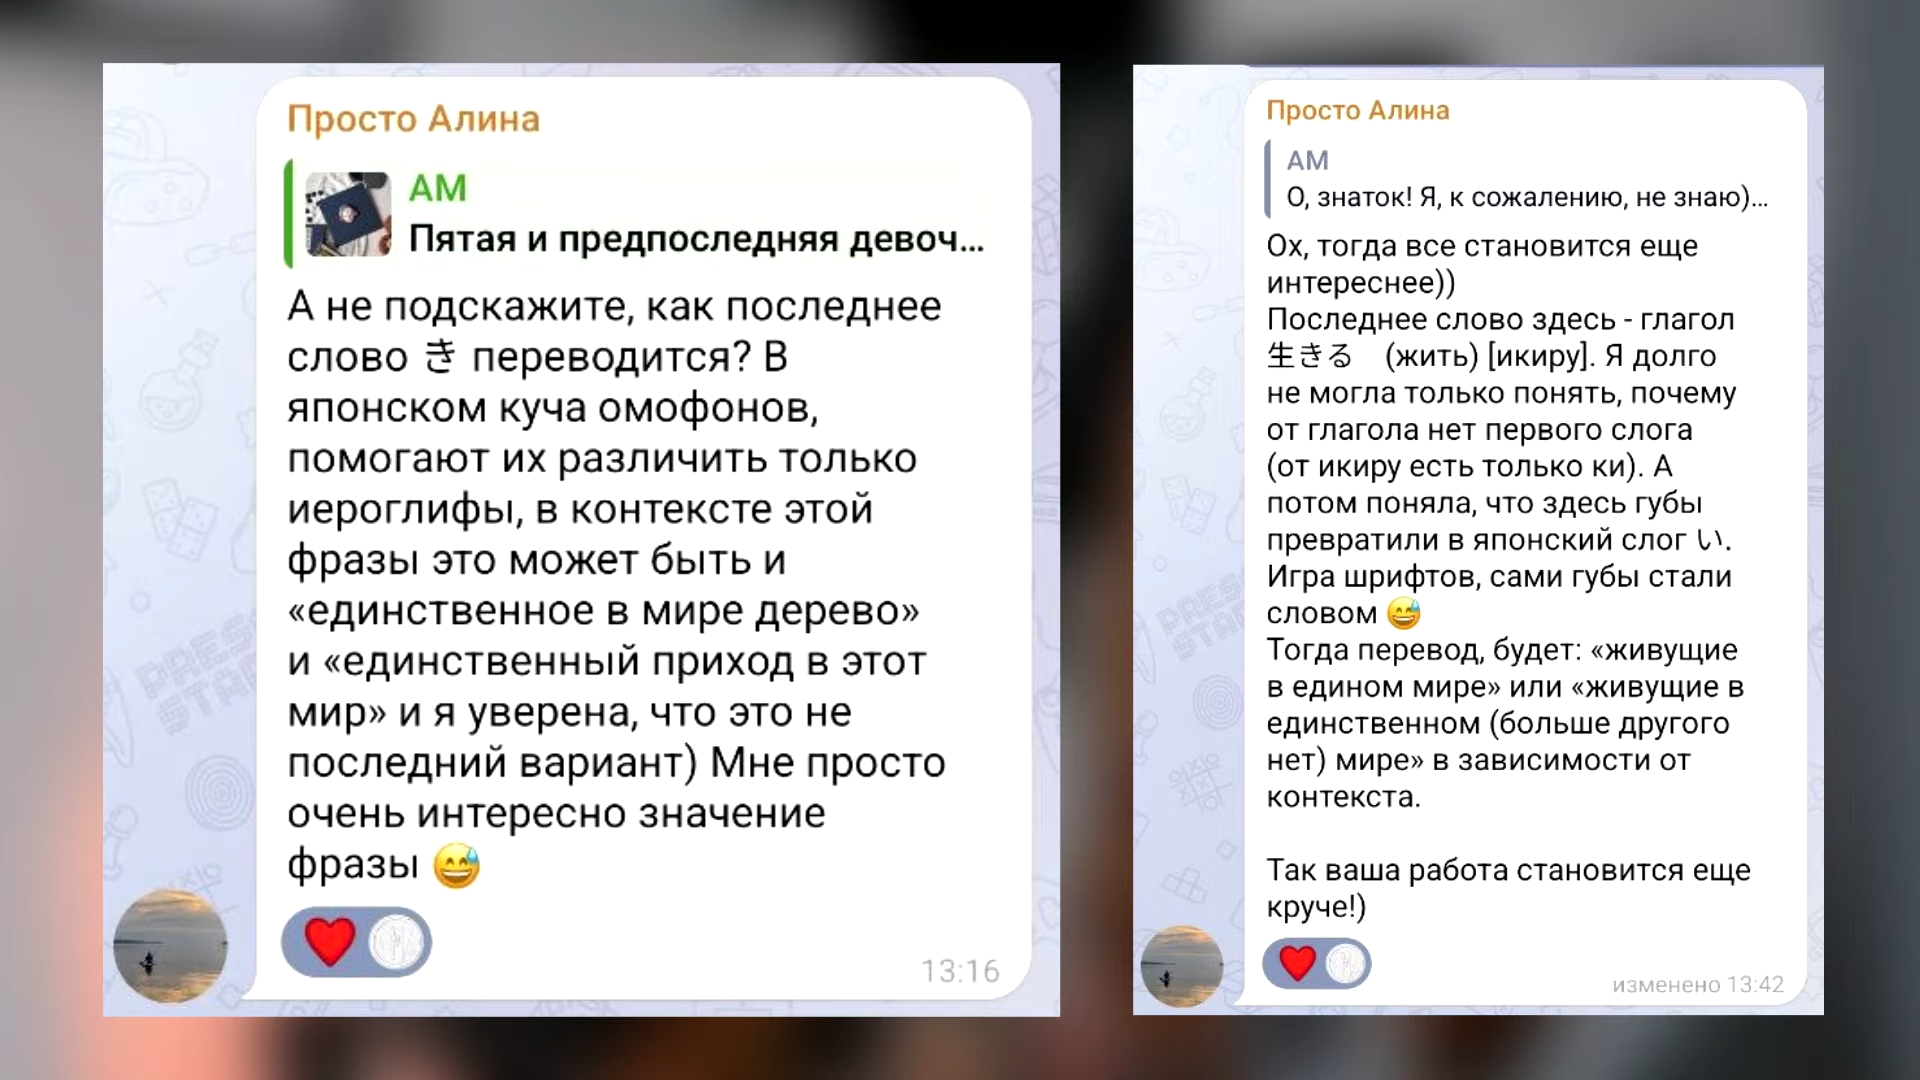 Просто Алина
AM
Пятая и предпоследняя девоч...
А не подскажите, как последнее
слово き переводится? В
японском куча омофонов,
помогают их различить только
иероглифы, в контексте этой
фразы это может быть и
«единственное в мире дерево»
и «единственный приход в этот
мир» и я уверена, что это не
последний вариант) Мне просто
очень интересно значение
фразы 😅
13:16
Просто Алина
AM
О, знаток! Я, к сожалению, не знаю)...
Ох, тогда все становится еще
интереснее))
Последнее слово здесь - глагол
生きる (жить) [икиру]. Я долго
не могла только понять, почему
от глагола нет первого слога
(от икиру есть только ки). А
потом поняла, что здесь губы
превратили в японский слог い.
Игра шрифтов, сами губы стали
словом 😅
Тогда перевод, будет: «живущие
в едином мире» или «живущие в
единственном (больше другого
нет) мире» в зависимости от
контекста.
Так ваша работа становится еще
круче!)
изменено 13:42